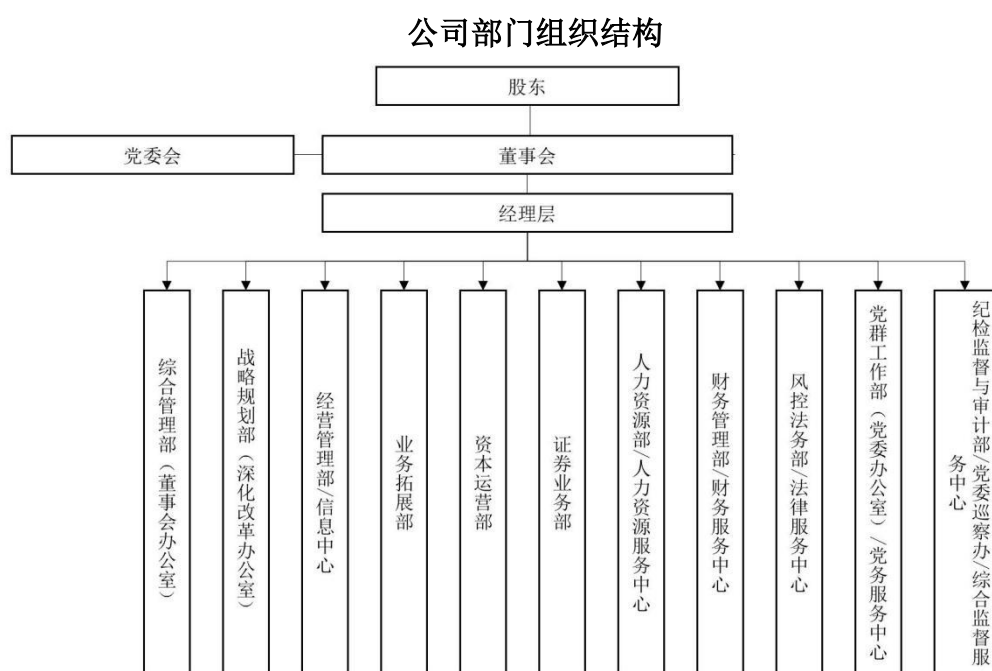 公司部门组织结构
股东
党委会
董事会
经理层
综合管理部（董事会办公室）
战略规划部（深化改革办公室）
经营管理部/信息中心
业务拓展部
资本运营部
证券业务部
人力资源部/人力资源服务中心
财务管理部/财务服务中心
风控法务部/法律服务中心
党群工作部（党委办公室）/党务服务中心
纪检监督与审计部/党委巡察办/综合监督服
务中心